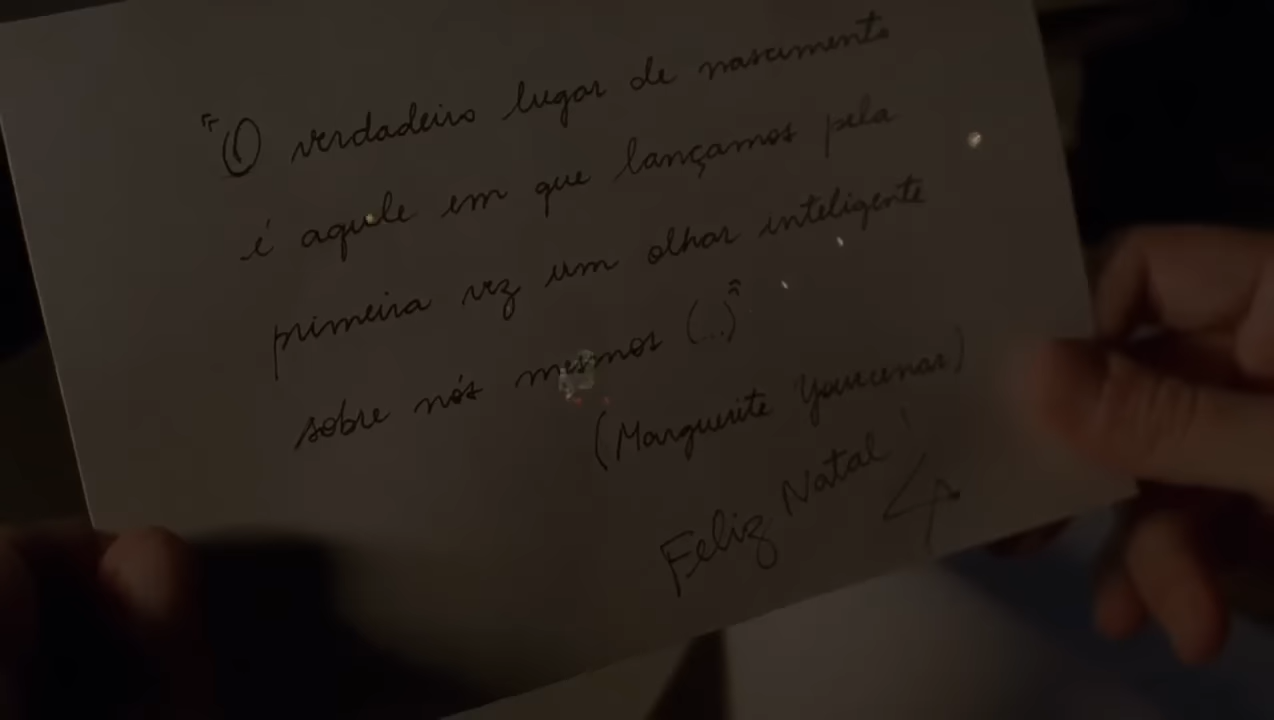 "O verdadeiro lugar de nascimento
é aquele em que lançamos pela
primeira vez um olhar inteligente
sobre nós mesmos (...)"
(Marguerite Yourcenar)
Feliz Natal!